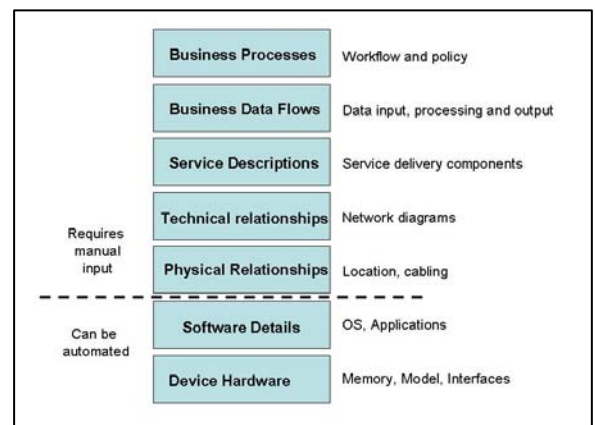 Business Processes Workflow and policy
Business Data Flows Data input, processing and output
Service Descriptions Service delivery components
Technical relationships Network diagrams
Requires
manual
input
Physical Relationships Location, cabling
Can be
automated
Software Details OS, Applications
Device Hardware Memory, Model, Interfaces